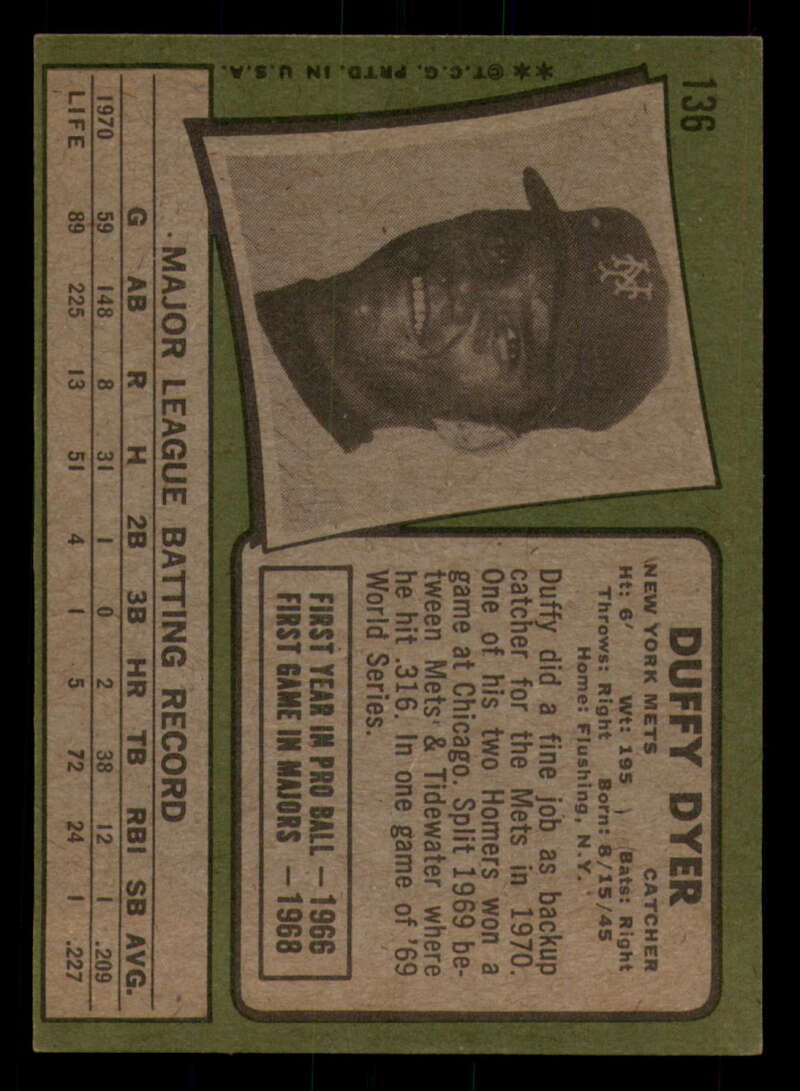 136
**©T.C.G. PRTD. IN U.S.A.
NY
DUFFY DYER
NEW YORK METS CATCHER
Ht: 6' Wt: 195 Bats: Right
Throws: Right Born: 8/15/45
Home: Flushing, N.Y.
Duffy did a fine job as backup
catcher for the Mets in 1970.
One of his two Homers won a
game at Chicago. Split 1969 be-
tween Mets & Tidewater where
he hit .316. In one game of '69
World Series.
FIRST YEAR IN PRO BALL — 1966
FIRST GAME IN MAJORS — 1968
MAJOR LEAGUE BATTING RECORD
G AB R H 2B 3B HR TB RBI SB AVG.
1970 59 148 8 31 1 0 2 38 12 1 .209
LIFE 89 225 13 51 4 1 5 72 24 1 .227